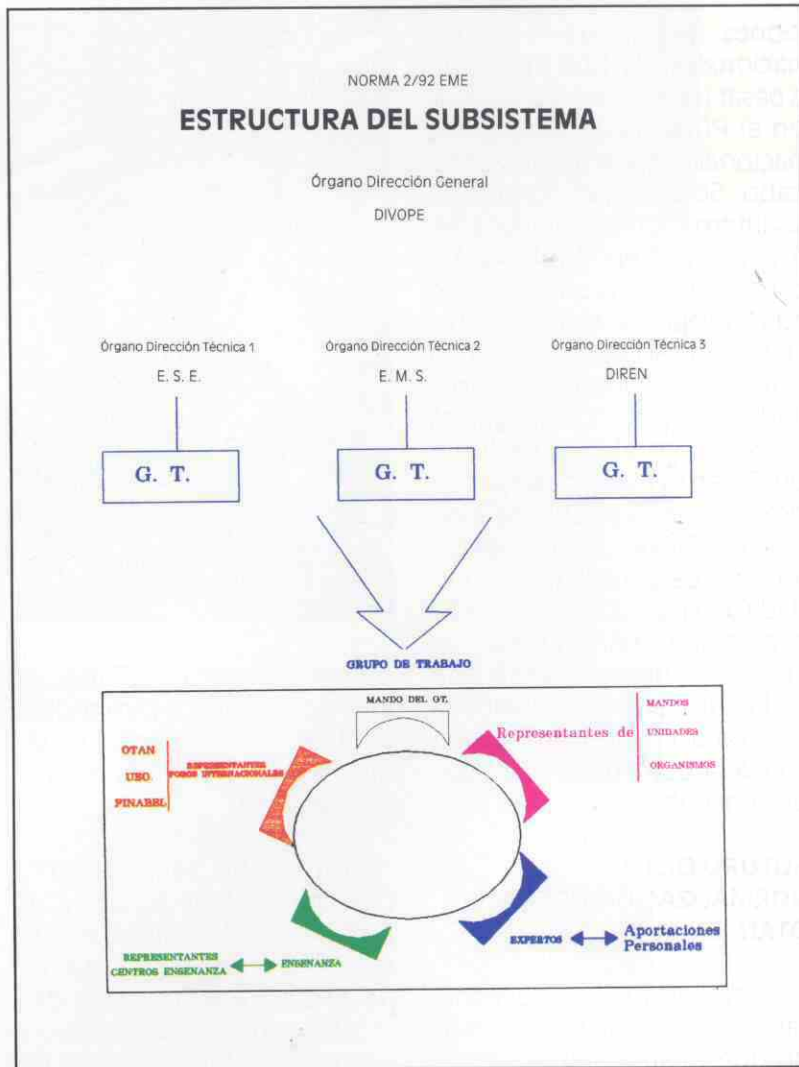 NORMA 2/92 EME
ESTRUCTURA DEL SUBSISTEMA
Órgano Dirección General
DIVOPE
Órgano Dirección Técnica 1
E. S. E.
Órgano Dirección Técnica 2
E. M. S.
Órgano Dirección Técnica 3
DIREN
G. T.
G. T.
G. T.
GRUPO DE TRABAJO
MANDO DEL GT.
OTAN
UEO
FINABEL
REPRESENTANTES
FOROS INTERNACIONALES
Representantes de
MANDOS
UNIDADES
ORGANISMOS
REPRESENTANTES
CENTROS ENSEÑANZA
ENSEÑANZA
EXPERTOS
Aportaciones
Personales